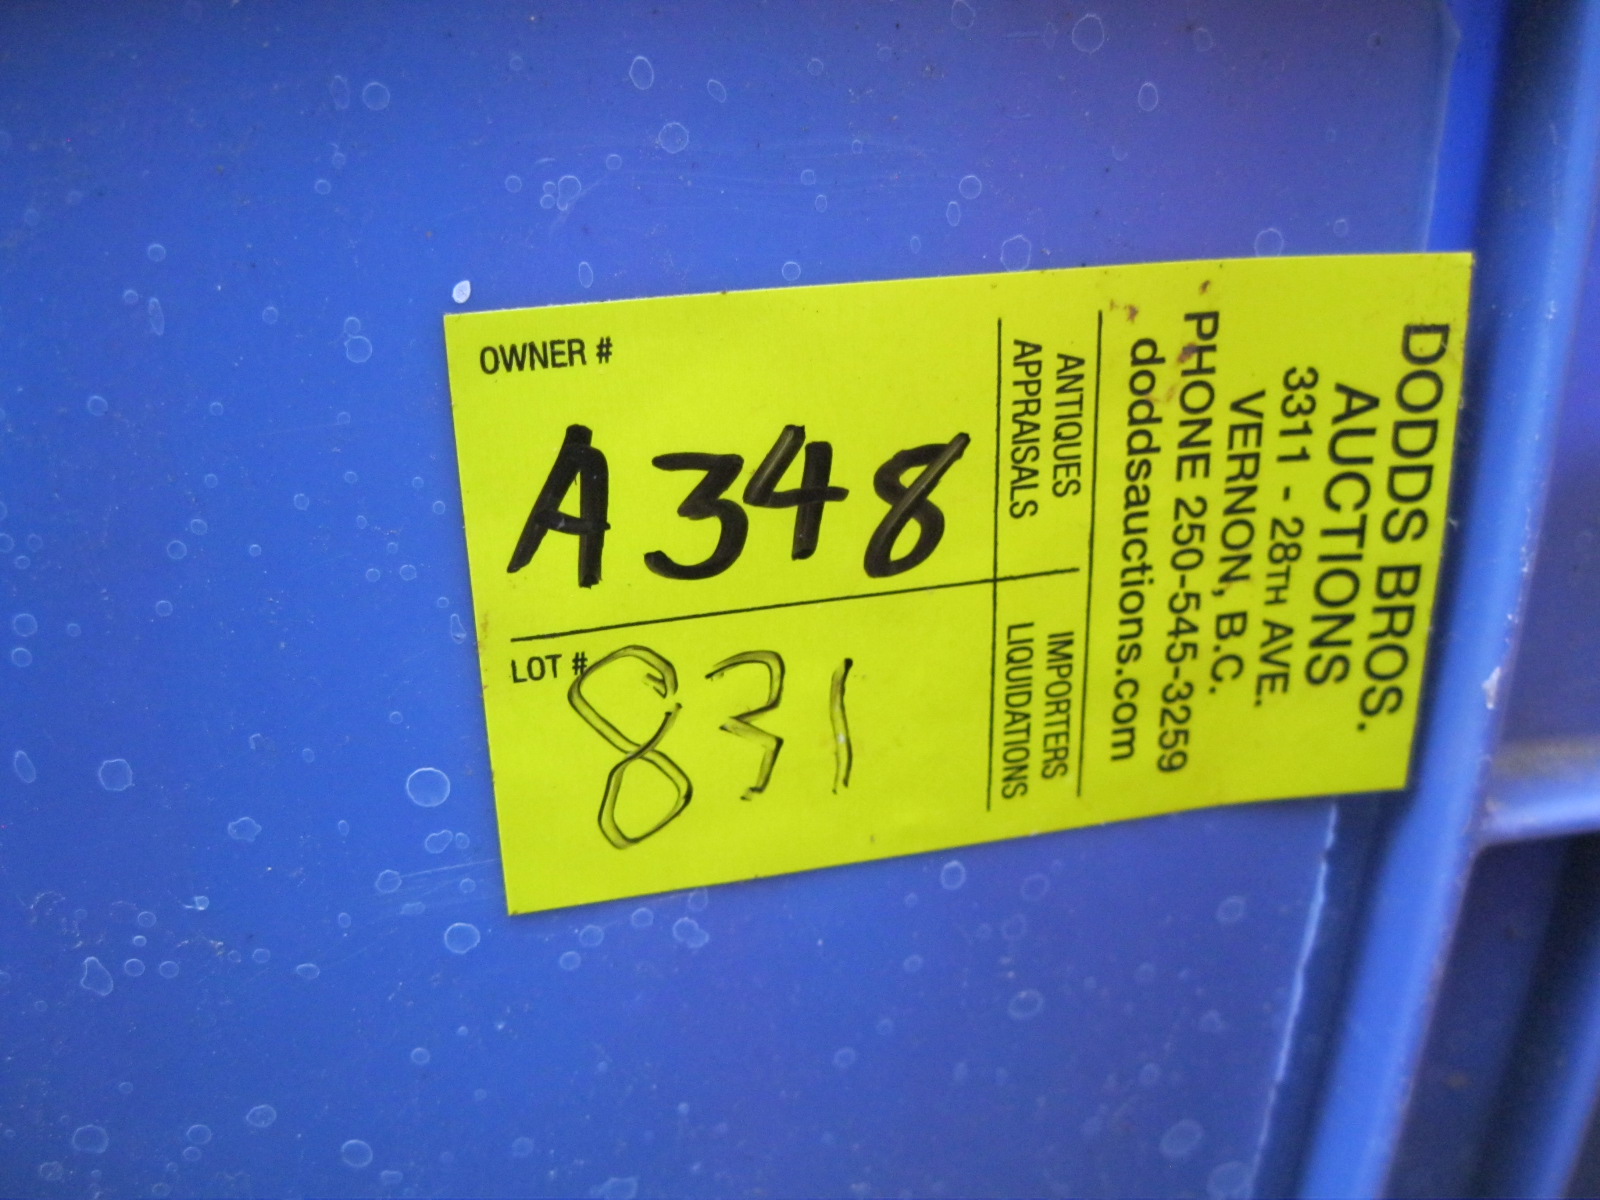 OWNER #
A348
LOT #
831
ANTIQUES
APPRAISALS
IMPORTERS
LIQUIDATIONS
DODDS BROS.
AUCTIONS
3311 - 28TH AVE.
VERNON, B.C.
PHONE 250-545-3259
doddsauctions.com